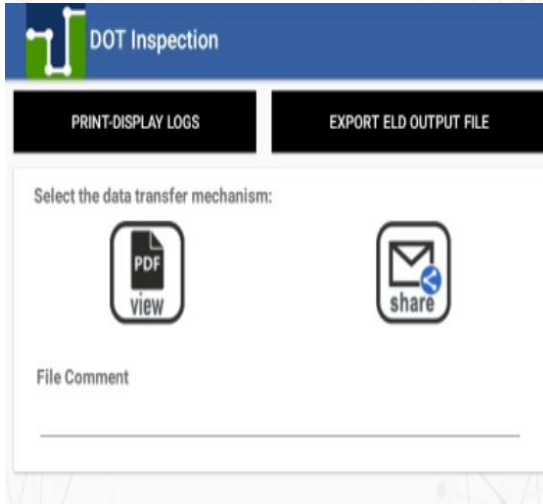 DOT Inspection
PRINT-DISPLAY LOGS EXPORT ELD OUTPUT FILE
Select the data transfer mechanism:
PDF
view
share
File Comment